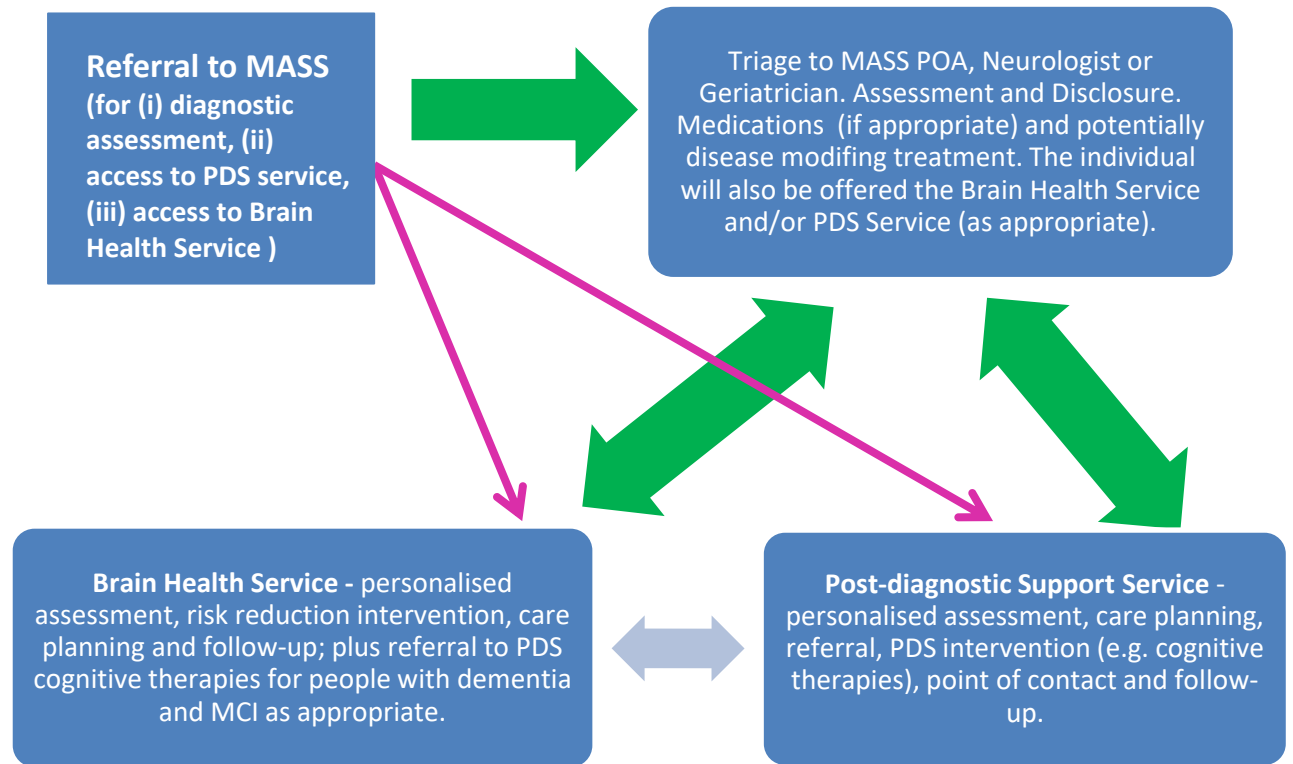 Referral to MASS
(for (i) diagnostic
assessment, (ii)
access to PDS service,
(iii) access to Brain
Health Service )
Triage to MASS POA, Neurologist or
Geriatrician. Assessment and Disclosure.
Medications (if appropriate) and potentially
disease modifing treatment. The individual
will also be offered the Brain Health Service
and/or PDS Service (as appropriate).
Brain Health Service - personalised
assessment, risk reduction intervention, care
planning and follow-up; plus referral to PDS
cognitive therapies for people with dementia
and MCI as appropriate.
Post-diagnostic Support Service -
personalised assessment, care planning,
referral, PDS intervention (e.g. cognitive
therapies), point of contact and follow-
up.